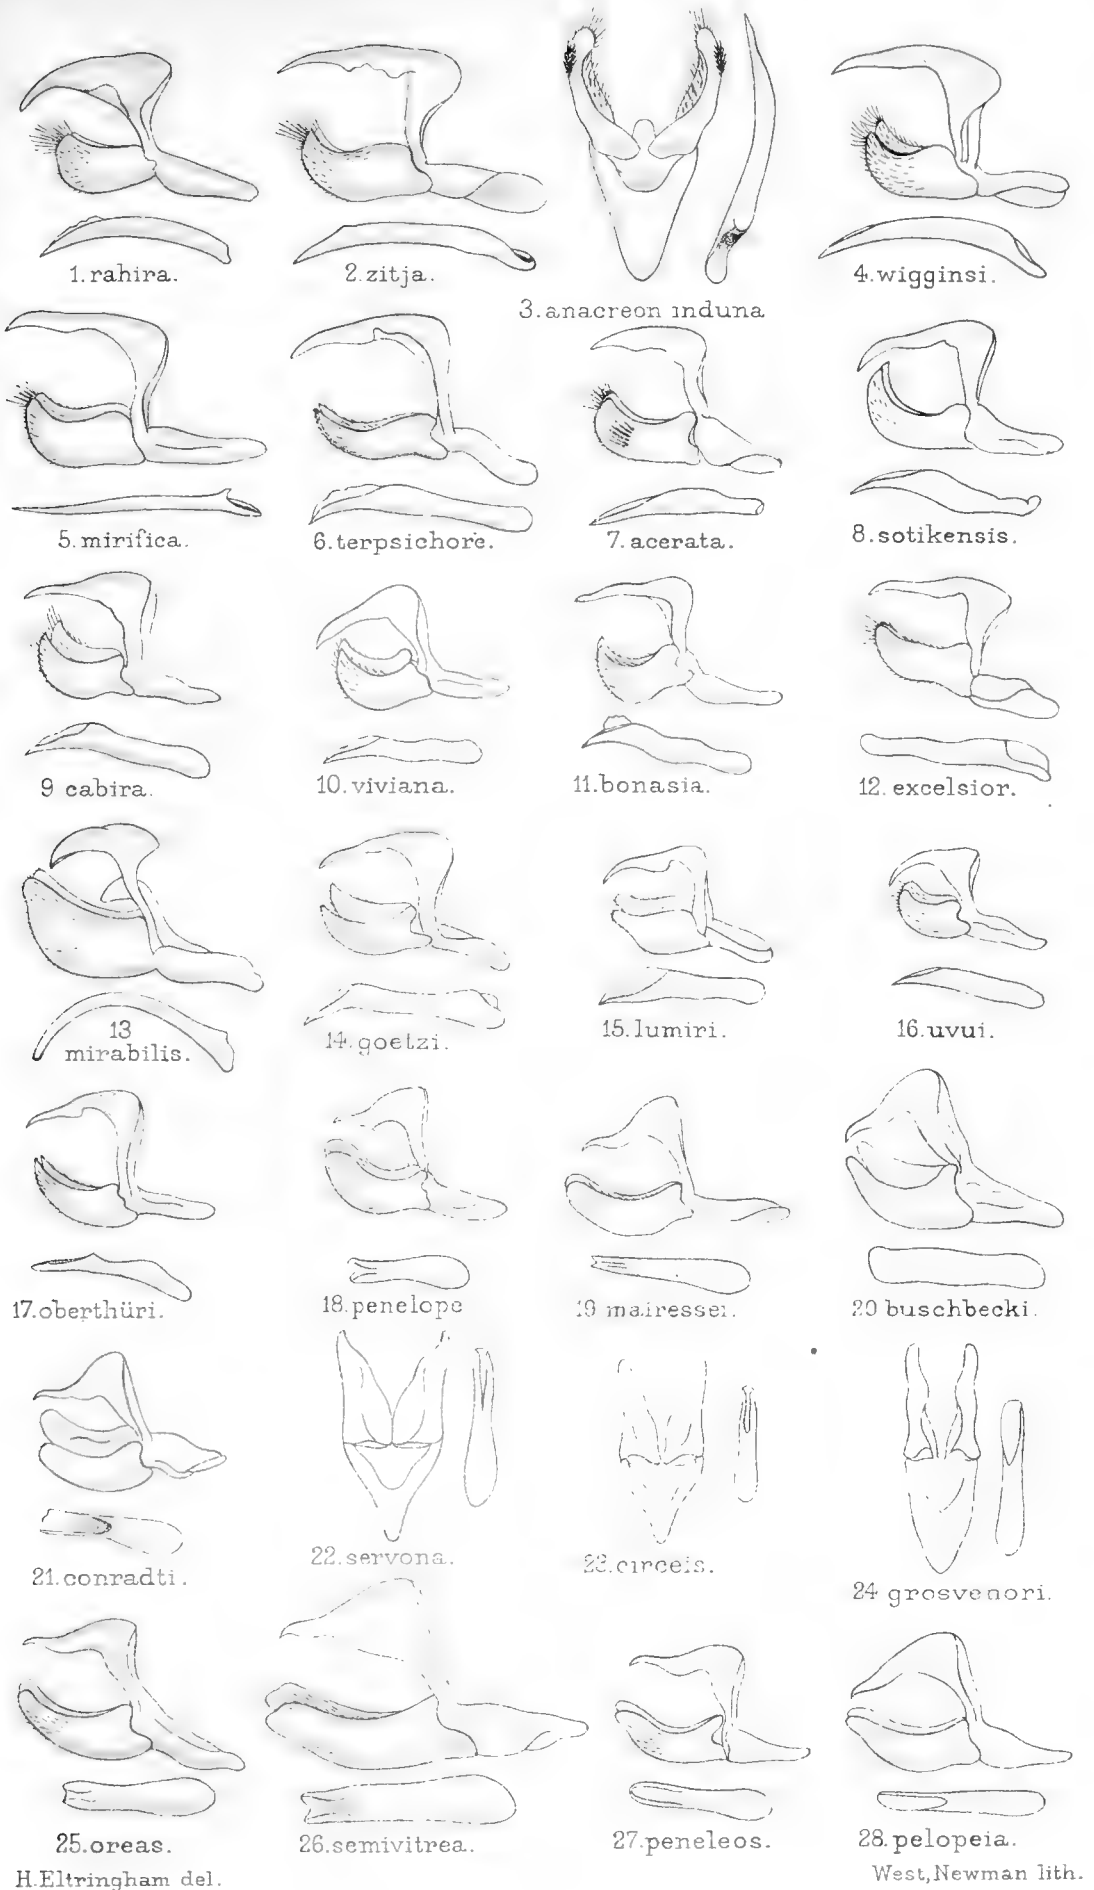 1. rahira.
2. zitja.
3. anacreon induna
4. wigginsi.
5. mirifica.
6. terpsichore.
7. acerata.
8. sotikensis.
9 cabira.
10. viviana.
11. bonasia.
12. excelsior.
13
mirabilis.
14. goetzi.
15. lumiri.
16. uvui.
17. oberthüri.
18. penelope
19 mairessei.
20 buschbecki.
21. conradti.
22. servona.
23. circeis.
24 grosvenori.
25. oreas.
26. semivitrea.
27. peneleos.
28. pelopeia.
H. Eltringham del.
West, Newman lith.